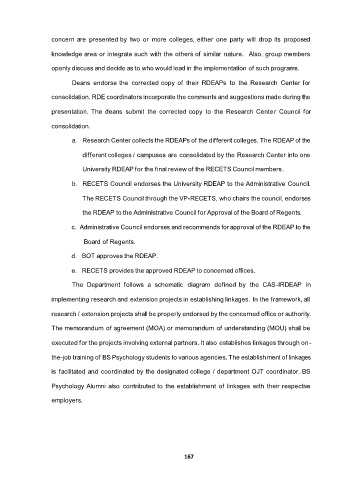 concern are presented by two or more colleges, either one party will drop its proposed
knowledge area or integrate such with the others of similar nature. Also, group members
openly discuss and decide as to who would lead in the implementation of such programs.
Deans endorse the corrected copy of their RDEAPs to the Research Center for
consolidation. RDE coordinators incorporate the comments and suggestions made during the
presentation. The deans submit the corrected copy to the Research Center Council for
consolidation.
a. Research Center collects the RDEAPs of the different colleges. The RDEAP of the
different colleges / campuses are consolidated by the Research Center into one
University RDEAP for the final review of the RECETS Council members.
b. RECETS Council endorses the University RDEAP to the Administrative Council.
The RECETS Council through the VP-RECETS, who chairs the council, endorses
the RDEAP to the Administrative Council for Approval of the Board of Regents.
c. Administrative Council endorses and recommends for approval of the RDEAP to the
Board of Regents.
d. BOT approves the RDEAP.
e. RECETS provides the approved RDEAP to concerned offices.
The Department follows a schematic diagram defined by the CAS-IRDEAP in
implementing research and extension projects in establishing linkages. In the framework, all
research / extension projects shall be properly endorsed by the concerned office or authority.
The memorandum of agreement (MOA) or memorandum of understanding (MOU) shall be
executed for the projects involving external partners. It also establishes linkages through on-
the-job training of BS Psychology students to various agencies. The establishment of linkages
is facilitated and coordinated by the designated college / department OJT coordinator. BS
Psychology Alumni also contributed to the establishment of linkages with their respective
employers.
167